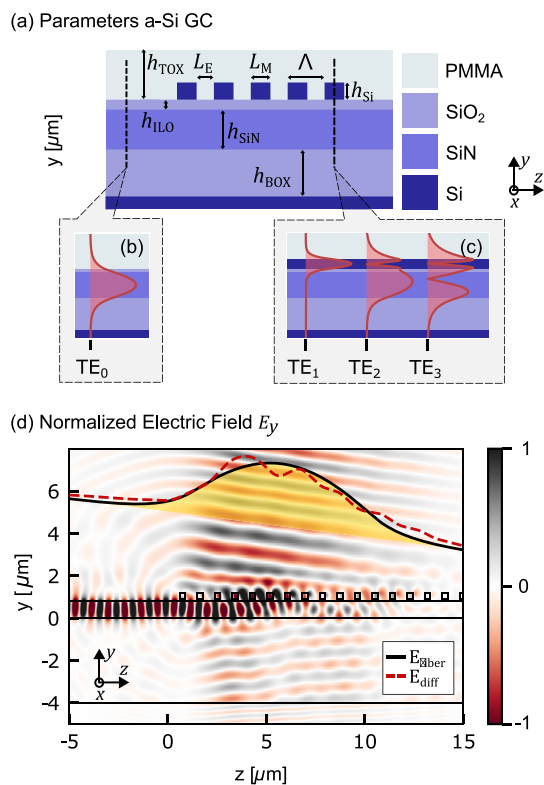 (a) Parameters a-Si GC
h_TOX
L_E
L_M
Λ
h_Si
h_ILO
h_SiN
h_BOX
y [μm]
PMMA
SiO₂
SiN
Si
y
x
z
(b)
TE₀
(c)
TE₁ TE₂ TE₃
(d) Normalized Electric Field E_y
y [μm]
6
4
2
0
-2
-4
y
x
z
E_⌧ber
E_diff
-5 0 5 10 15
z [μm]
1
0
-1